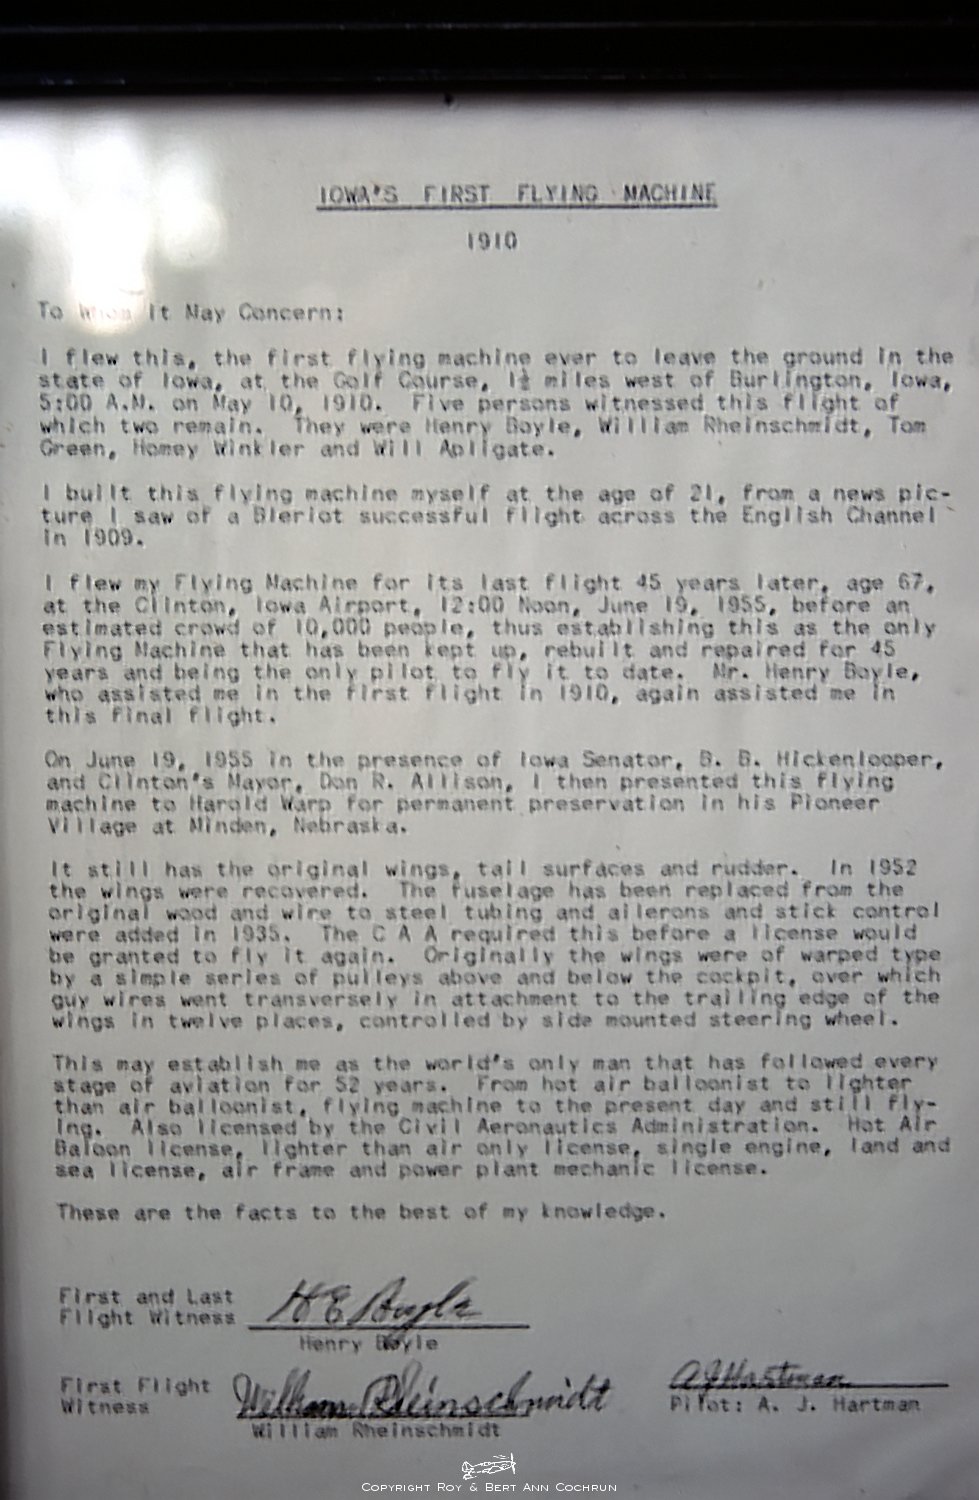 IOWA'S FIRST FLYING MACHINE
1910
To Whom It May Concern:
I flew this, the first flying machine ever to leave the ground in the
state of Iowa, at the Golf Course, 1½ miles west of Burlington, Iowa,
5:00 A.M. on May 10, 1910. Five persons witnessed this flight of
which two remain. They were Henry Boyle, William Rheinschmidt, Tom
Green, Homey Winkler and Will Apligate.
I built this flying machine myself at the age of 21, from a news pic-
ture I saw of a Bleriot successful flight across the English Channel
in 1909.
I flew my Flying Machine for its last flight 45 years later, age 67,
at the Clinton, Iowa Airport, 12:00 Noon, June 19, 1955, before an
estimated crowd of 10,000 people, thus establishing this as the only
Flying Machine that has been kept up, rebuilt and repaired for 45
years and being the only pilot to fly it to date. Mr. Henry Boyle,
who assisted me in the first flight in 1910, again assisted me in
this final flight.
On June 19, 1955 in the presence of Iowa Senator, B. B. Hickenlooper,
and Clinton's Mayor, Don R. Allison, I then presented this flying
machine to Harold Warp for permanent preservation in his Pioneer
Village at Minden, Nebraska.
It still has the original wings, tail surfaces and rudder. In 1952
the wings were recovered. The fuselage has been replaced from the
original wood and wire to steel tubing and ailerons and stick control
were added in 1935. The C A A required this before a license would
be granted to fly it again. Originally the wings were of warped type
by a simple series of pulleys above and below the cockpit, over which
guy wires went transversely in attachment to the trailing edge of the
wings in twelve places, controlled by side mounted steering wheel.
This may establish me as the world's only man that has followed every
stage of aviation for 52 years. From hot air balloonist to lighter
than air balloonist, flying machine to the present day and still fly-
ing. Also licensed by the Civil Aeronautics Administration. Hot Air
Baloon license, lighter than air only license, single engine, land and
sea license, air frame and power plant mechanic license.
These are the facts to the best of my knowledge.
First and Last
Flight Witness H E Boyle
Henry Boyle
First Flight
Witness William Rheinschmidt
William Rheinschmidt
A J Hartman
Pilot: A. J. Hartman
Copyright Roy & Bert Ann Cochrun